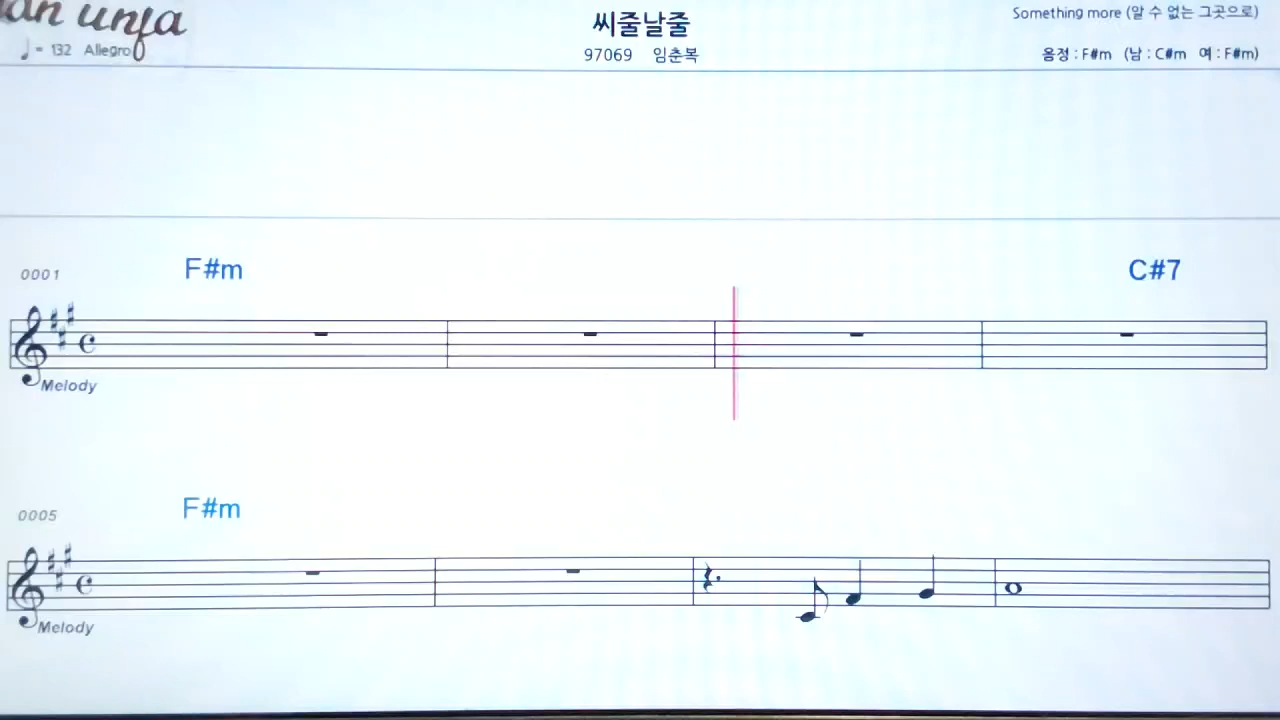 씨줄날줄
Something more (알 수 없는 그곳으로)
♩ = 132 Allegro
97069 임춘복
음정 : F#m (남 : C#m 여 : F#m)
0001 F#m C#7
Melody
0005 F#m
Melody